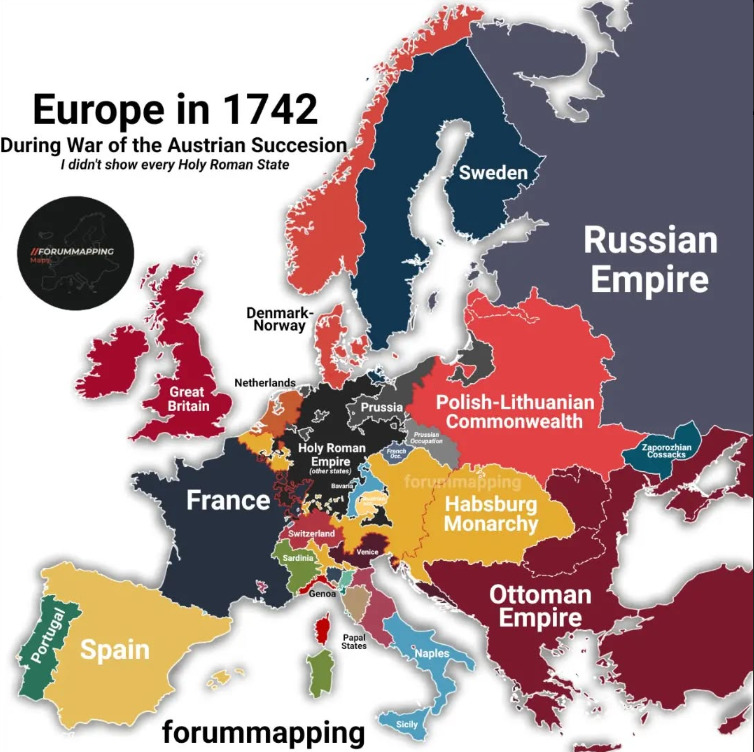 Europe in 1742
During War of the Austrian Succesion
I didn't show every Holy Roman State
//FORUMMAPPING
Maps
Sweden
Russian
Empire
Denmark-
Norway
Great
Britain
Netherlands
Prussia
Polish-Lithuanian
Commonwealth
Holy Roman
Empire
(other states)
Prussian
Occupation
French
Occ.
Zaporozhian
Cossacks
Bavaria
forummapping
France
Habsburg
Monarchy
Switzerland
Sardinia
Venice
Genoa
Ottoman
Empire
Portugal
Spain
Papal
States
Naples
Sicily
forummapping